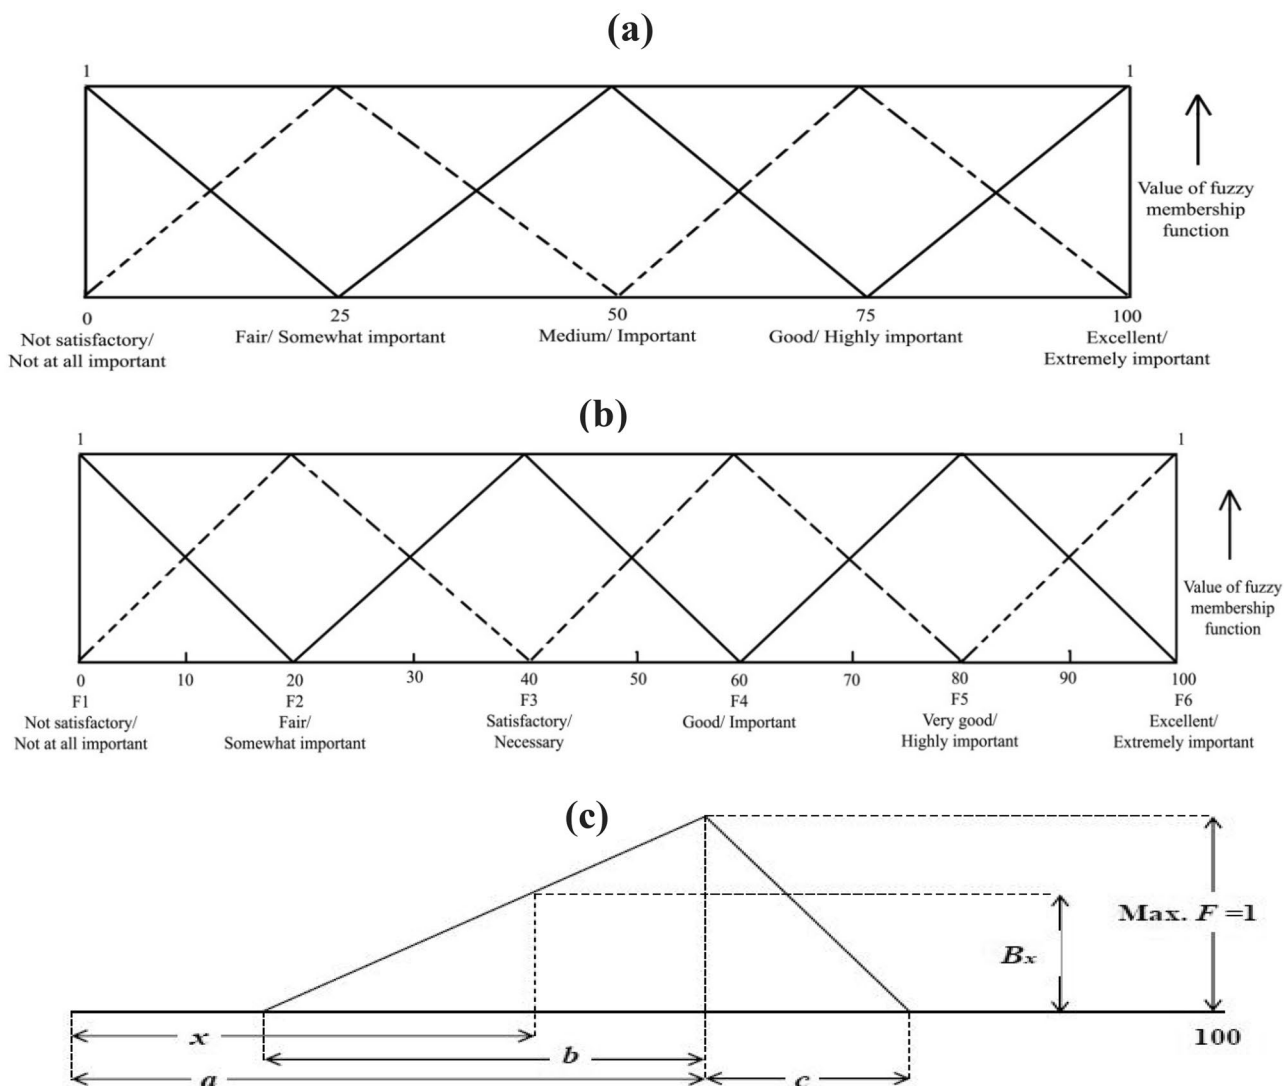 (a)
1 1
Value of fuzzy
membership
function
0 25 50 75 100
Not satisfactory/ Fair/ Somewhat important Medium/ Important Good/ Highly important Excellent/
Not at all important Extremely important
(b)
1 1
Value of fuzzy
membership
function
0 10 20 30 40 50 60 70 80 90 100
F1 F2 F3 F4 F5 F6
Not satisfactory/ Fair/ Satisfactory/ Good/ Important Very good/ Excellent/
Not at all important Somewhat important Necessary Highly important Extremely important
(c)
Max. F =1
Bx
x 100
b
a c